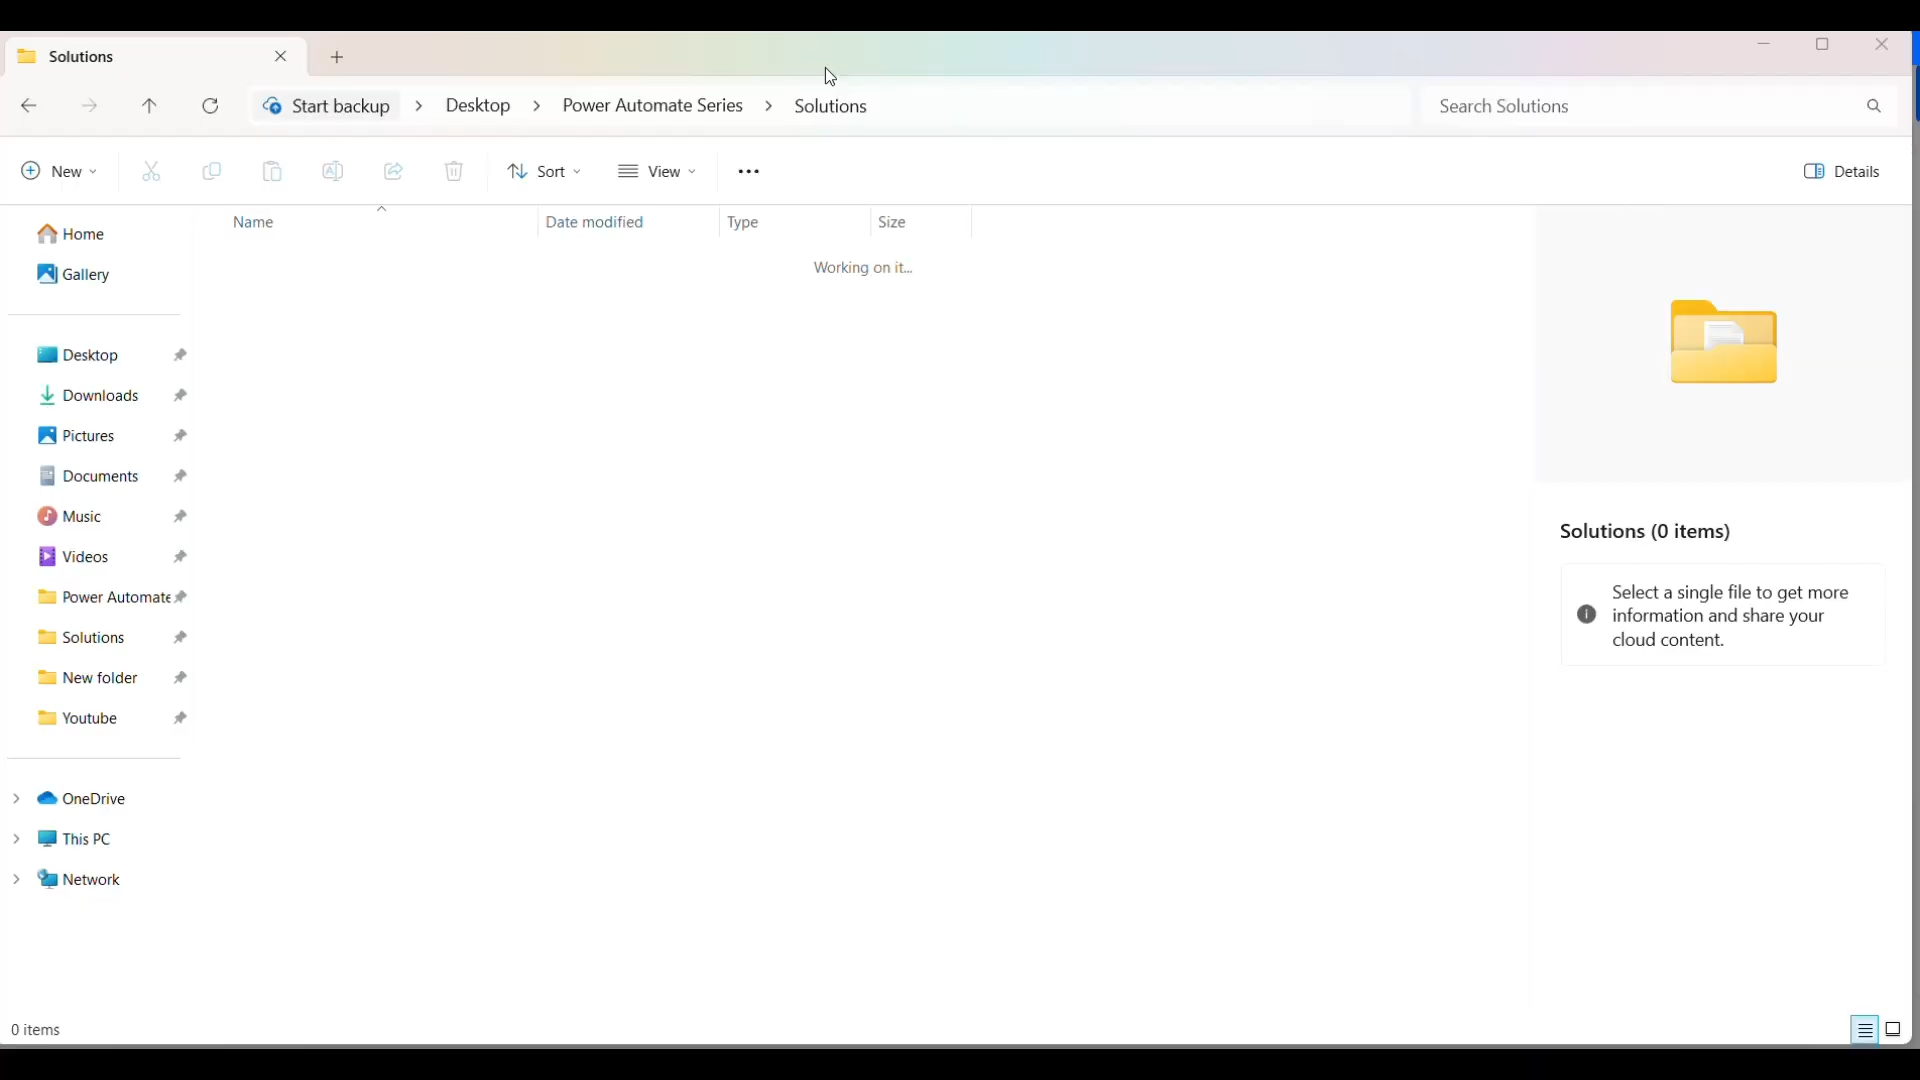 Solutions
Start backup > Desktop > Power Automate Series > Solutions
Search Solutions
New
Sort
View
Details
Name Date modified Type Size
Working on it...
Home
Gallery
Desktop
Downloads
Pictures
Documents
Music
Videos
Power Automate
Solutions
New folder
Youtube
OneDrive
This PC
Network
Solutions (0 items)
Select a single file to get more
information and share your
cloud content.
0 items